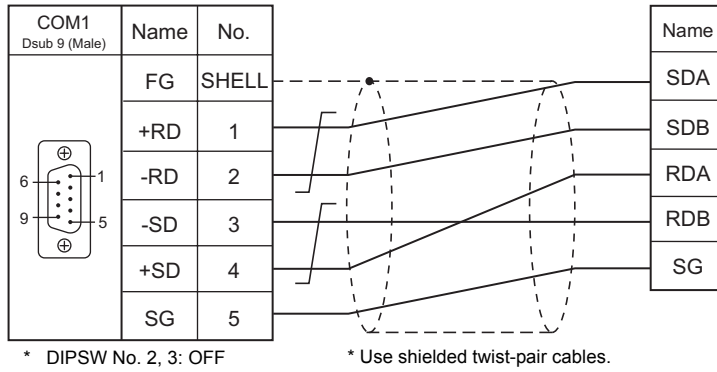 COM1
Dsub 9 (Male)
Name
No.
Name
FG
SHELL
SDA
+RD
1
SDB
-RD
2
RDA
-SD
3
RDB
+SD
4
SG
SG
5
6
1
9
5
* DIPSW No. 2, 3: OFF
* Use shielded twist-pair cables.